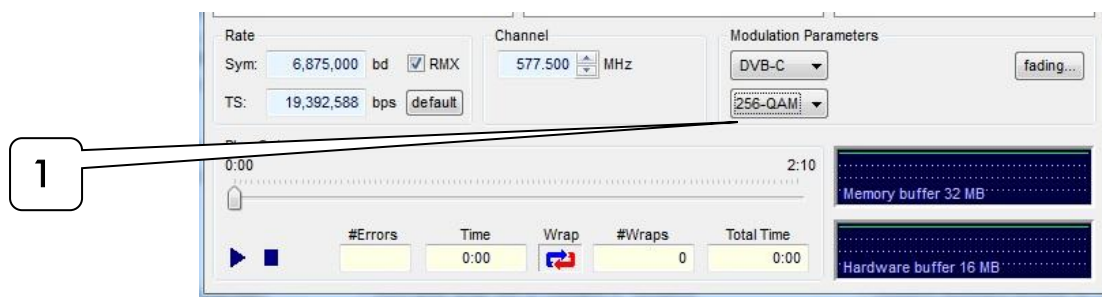 Rate
Channel
Modulation Parameters
Sym: 6,875,000 bd RMX
577.500 MHz
DVB-C
fading...
TS: 19,392,588 bps default
256-QAM
1
0:00
2:10
Memory buffer 32 MB
#Errors
Time
Wrap
#Wraps
Total Time
0:00
0
0:00
Hardware buffer 16 MB